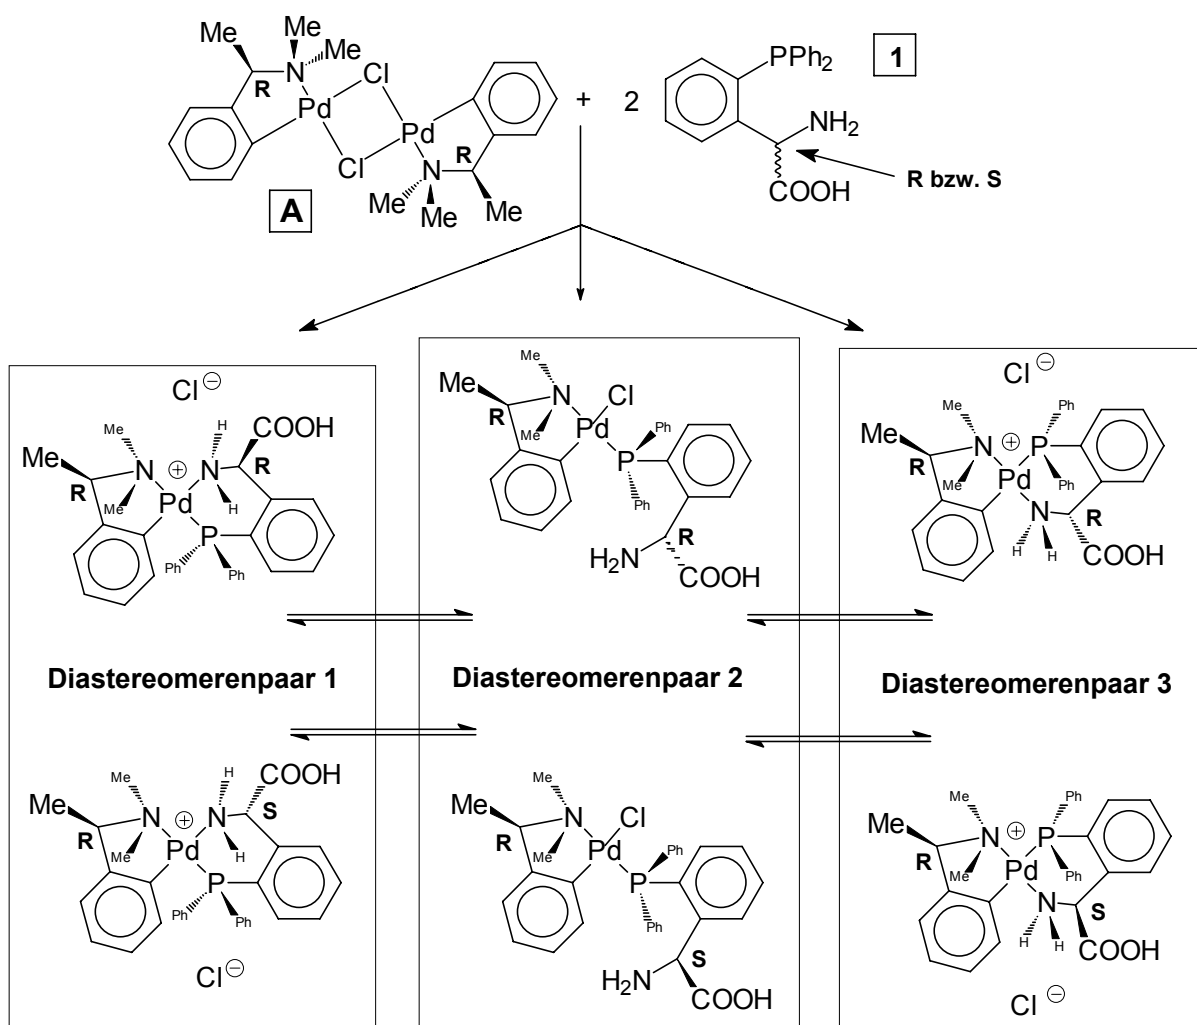 Me
Me
Me
R
N
Cl
Pd
Pd
Cl
R
N
Me
Me
Me
A
+ 2
PPh2
1
NH2
COOH
R bzw. S
Cl⊖
Me
Me
N
⊕
H
N
COOH
R
R
Me
Pd
H
P
Ph
Ph
Me
Me
N
Cl
R
Me
Pd
Ph
P
Ph
R
H2N
COOH
Cl⊖
Me
Me
N
⊕
P
Ph
R
Me
Pd
Ph
N
R
H
H
COOH
Diastereomerenpaar 1
Diastereomerenpaar 2
Diastereomerenpaar 3
Me
Me
N
⊕
H
N
COOH
S
R
Me
Pd
H
P
Ph
Ph
Cl⊖
Me
Me
N
Cl
R
Me
Pd
Ph
P
Ph
S
H2N
COOH
Me
Me
N
⊕
P
Ph
R
Me
Pd
Ph
N
S
H
H
COOH
Cl⊖